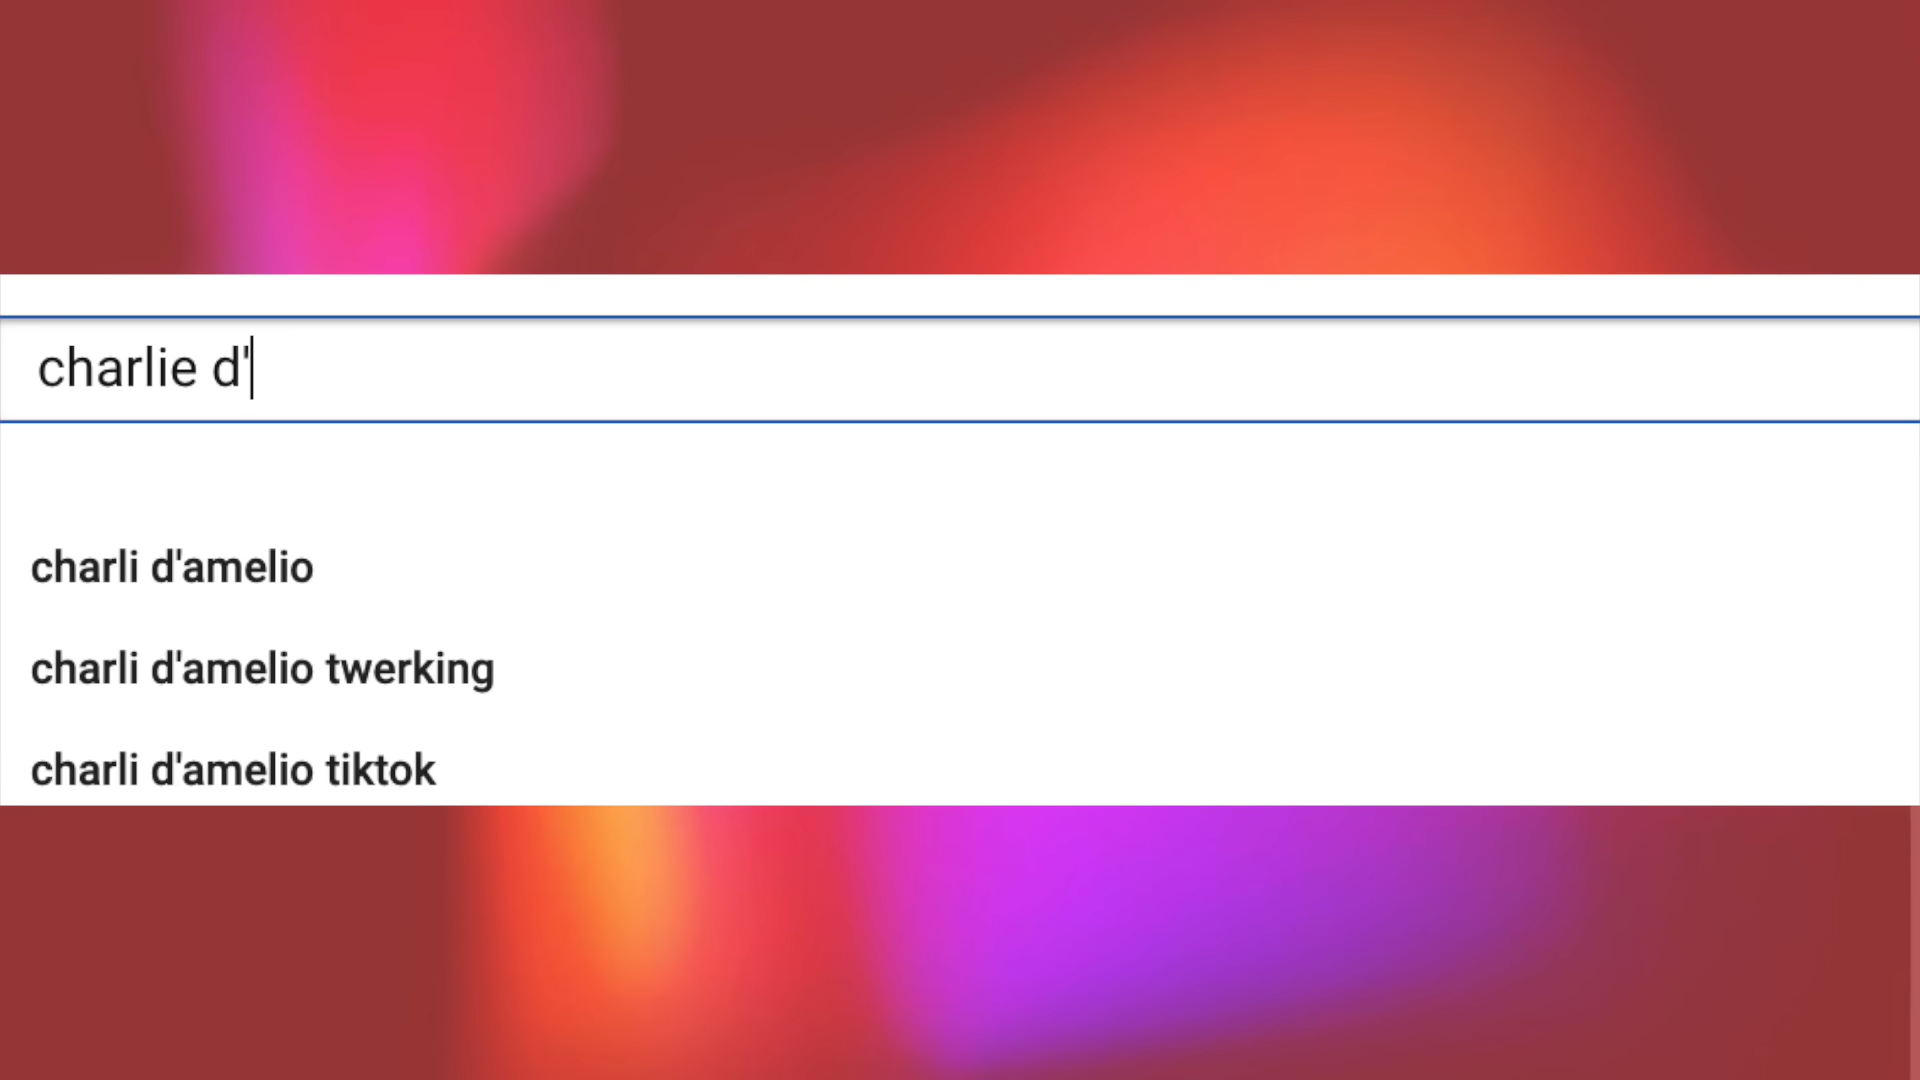 charlie d'
charli d'amelio
charli d'amelio twerking
charli d'amelio tiktok